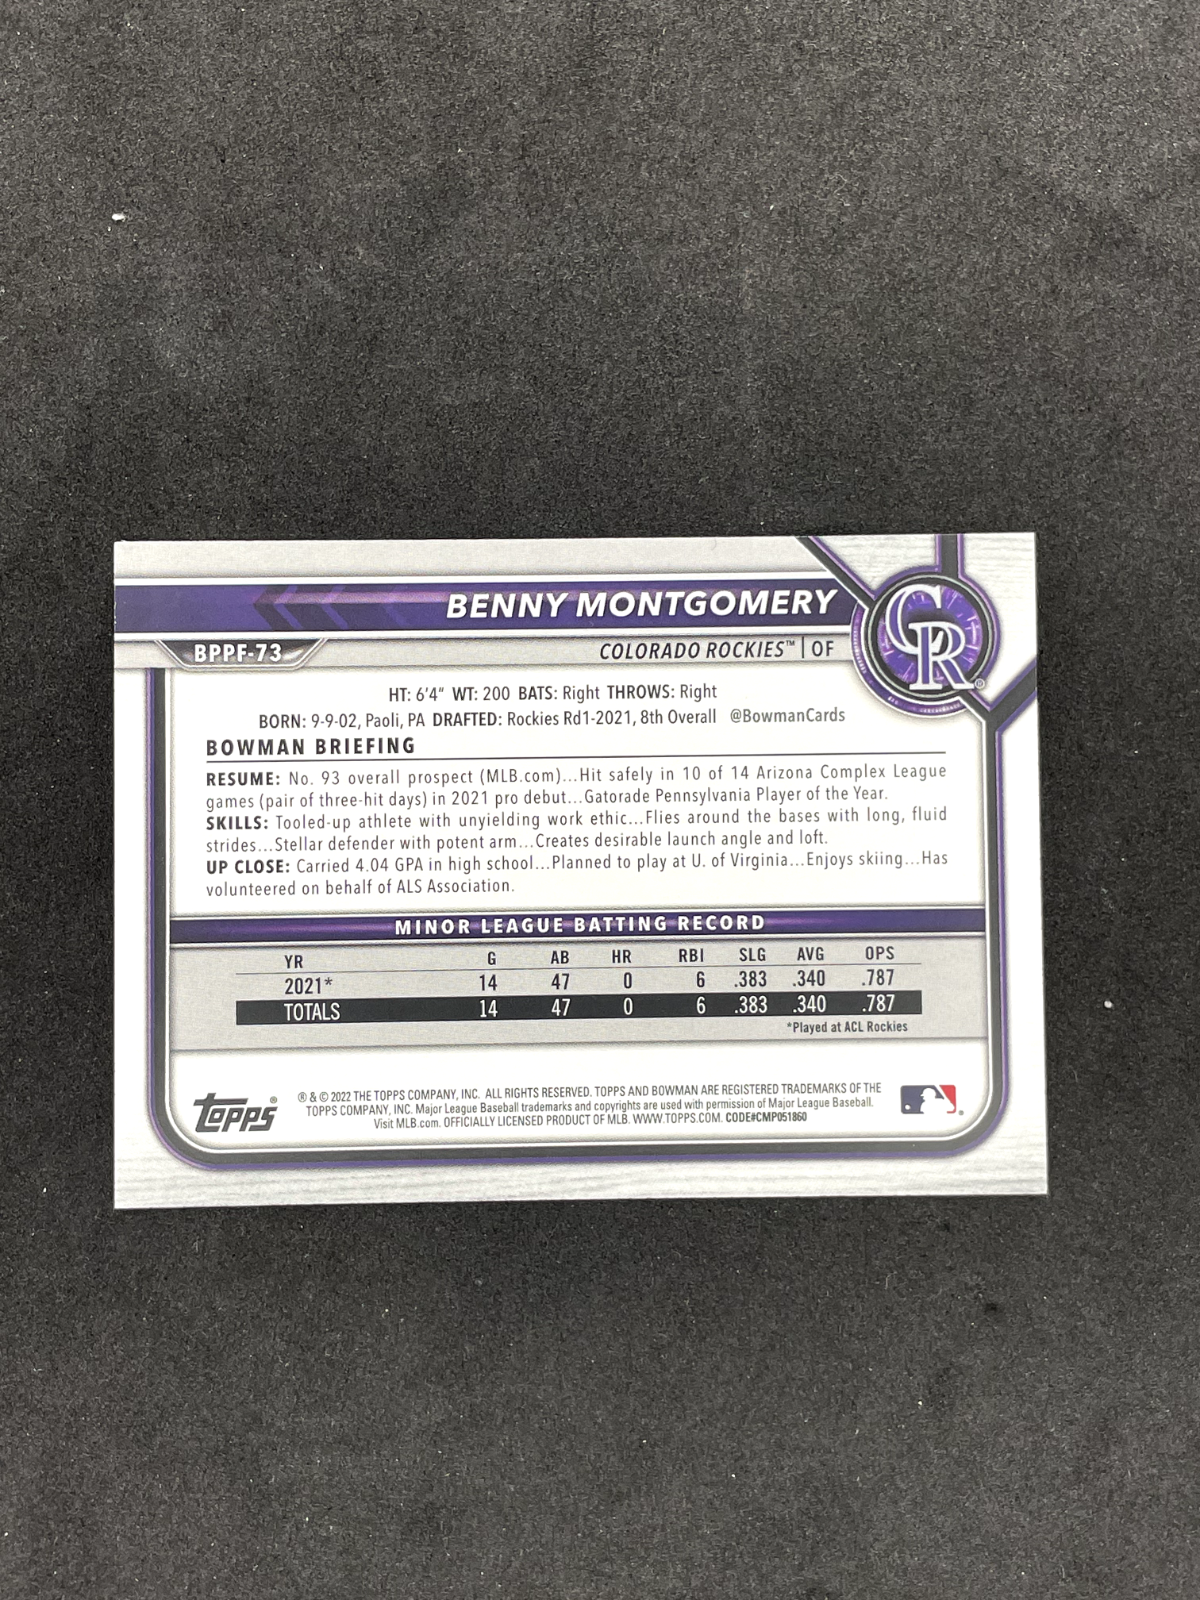 BENNY MONTGOMERY
BPPF-73
COLORADO ROCKIES™ | OF
CR®
HT: 6'4" WT: 200 BATS: Right THROWS: Right
BORN: 9-9-02, Paoli, PA DRAFTED: Rockies Rd1-2021, 8th Overall @BowmanCards
BOWMAN BRIEFING
RESUME: No. 93 overall prospect (MLB.com)...Hit safely in 10 of 14 Arizona Complex League
games (pair of three-hit days) in 2021 pro debut...Gatorade Pennsylvania Player of the Year.
SKILLS: Tooled-up athlete with unyielding work ethic...Flies around the bases with long, fluid
strides...Stellar defender with potent arm...Creates desirable launch angle and loft.
UP CLOSE: Carried 4.04 GPA in high school...Planned to play at U. of Virginia...Enjoys skiing...Has
volunteered on behalf of ALS Association.
MINOR LEAGUE BATTING RECORD
YR G AB HR RBI SLG AVG OPS
2021* 14 47 0 6 .383 .340 .787
TOTALS 14 47 0 6 .383 .340 .787
*Played at ACL Rockies
topps®
® & © 2022 THE TOPPS COMPANY, INC. ALL RIGHTS RESERVED. TOPPS AND BOWMAN ARE REGISTERED TRADEMARKS OF THE
TOPPS COMPANY, INC. Major League Baseball trademarks and copyrights are used with permission of Major League Baseball.
Visit MLB.com. OFFICIALLY LICENSED PRODUCT OF MLB. WWW.TOPPS.COM. CODE#CMP051860